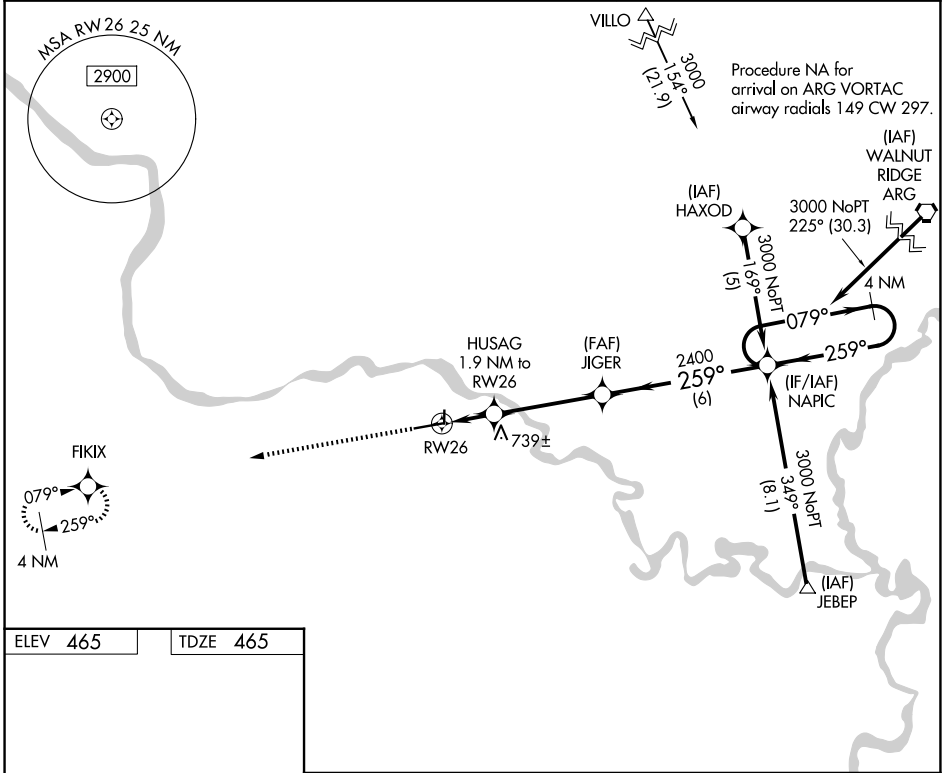 MSA RW26 25 NM
2900
VILLO
3000
154°
(21.9)
Procedure NA for
arrival on ARG VORTAC
airway radials 149 CW 297.
(IAF)
WALNUT
RIDGE
ARG
(IAF)
HAXOD
3000 NoPT
225° (30.3)
3000 NoPT
169°
(5)
4 NM
079°
259°
HUSAG
1.9 NM to
RW26
(FAF)
JIGER
2400
259°
(6)
(IF/IAF)
NAPIC
RW26
739±
FIKIX
079°
259°
4 NM
3000 NoPT
349°
(8.1)
(IAF)
JEBEP
ELEV 465
TDZE 465